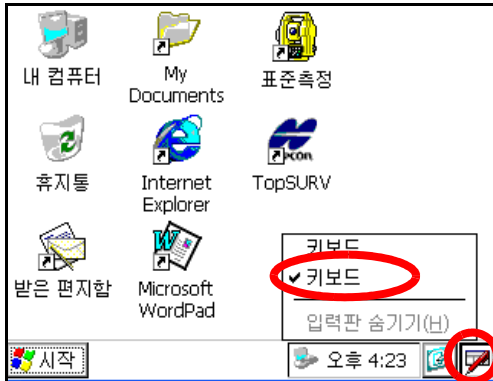 내 컴퓨터
My
Documents
표준측정
휴지통
Internet
Explorer
TopSURV
받은 편지함
Microsoft
WordPad
키보드
키보드
입력판 숨기기(H)
시작
오후 4:23